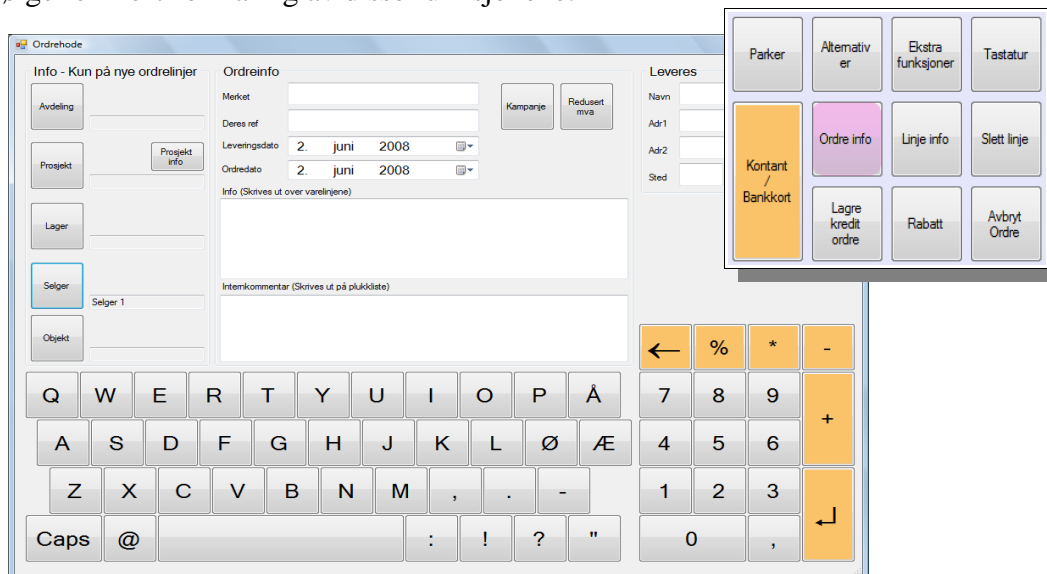 Ordrehode
Info - Kun på nye ordrelinjer
Avdeling
Prosjekt
Prosjekt
info
Lager
Selger
Selger 1
Objekt
Ordreinfo
Merket
Deres ref
Leveringsdato 2. juni 2008
Ordredato 2. juni 2008
Info (Skrives ut over varelinjene)
Internkommentar (Skrives ut på plukkliste)
Kampanje
Redusert
mva
Leveres
Navn
Adr1
Adr2
Sted
Parker
Alternativ
er
Ekstra
funksjoner
Tastatur
Kontant
/
Bankkort
Ordre info
Linje info
Slett linje
Lagre
kredit
ordre
Rabatt
Avbryt
Ordre
← % * -
Q W E R T Y U I O P Å 7 8 9 +
A S D F G H J K L Ø Æ 4 5 6
Z X C V B N M , . - 1 2 3 ↵
Caps @ : ! ? " 0 ,